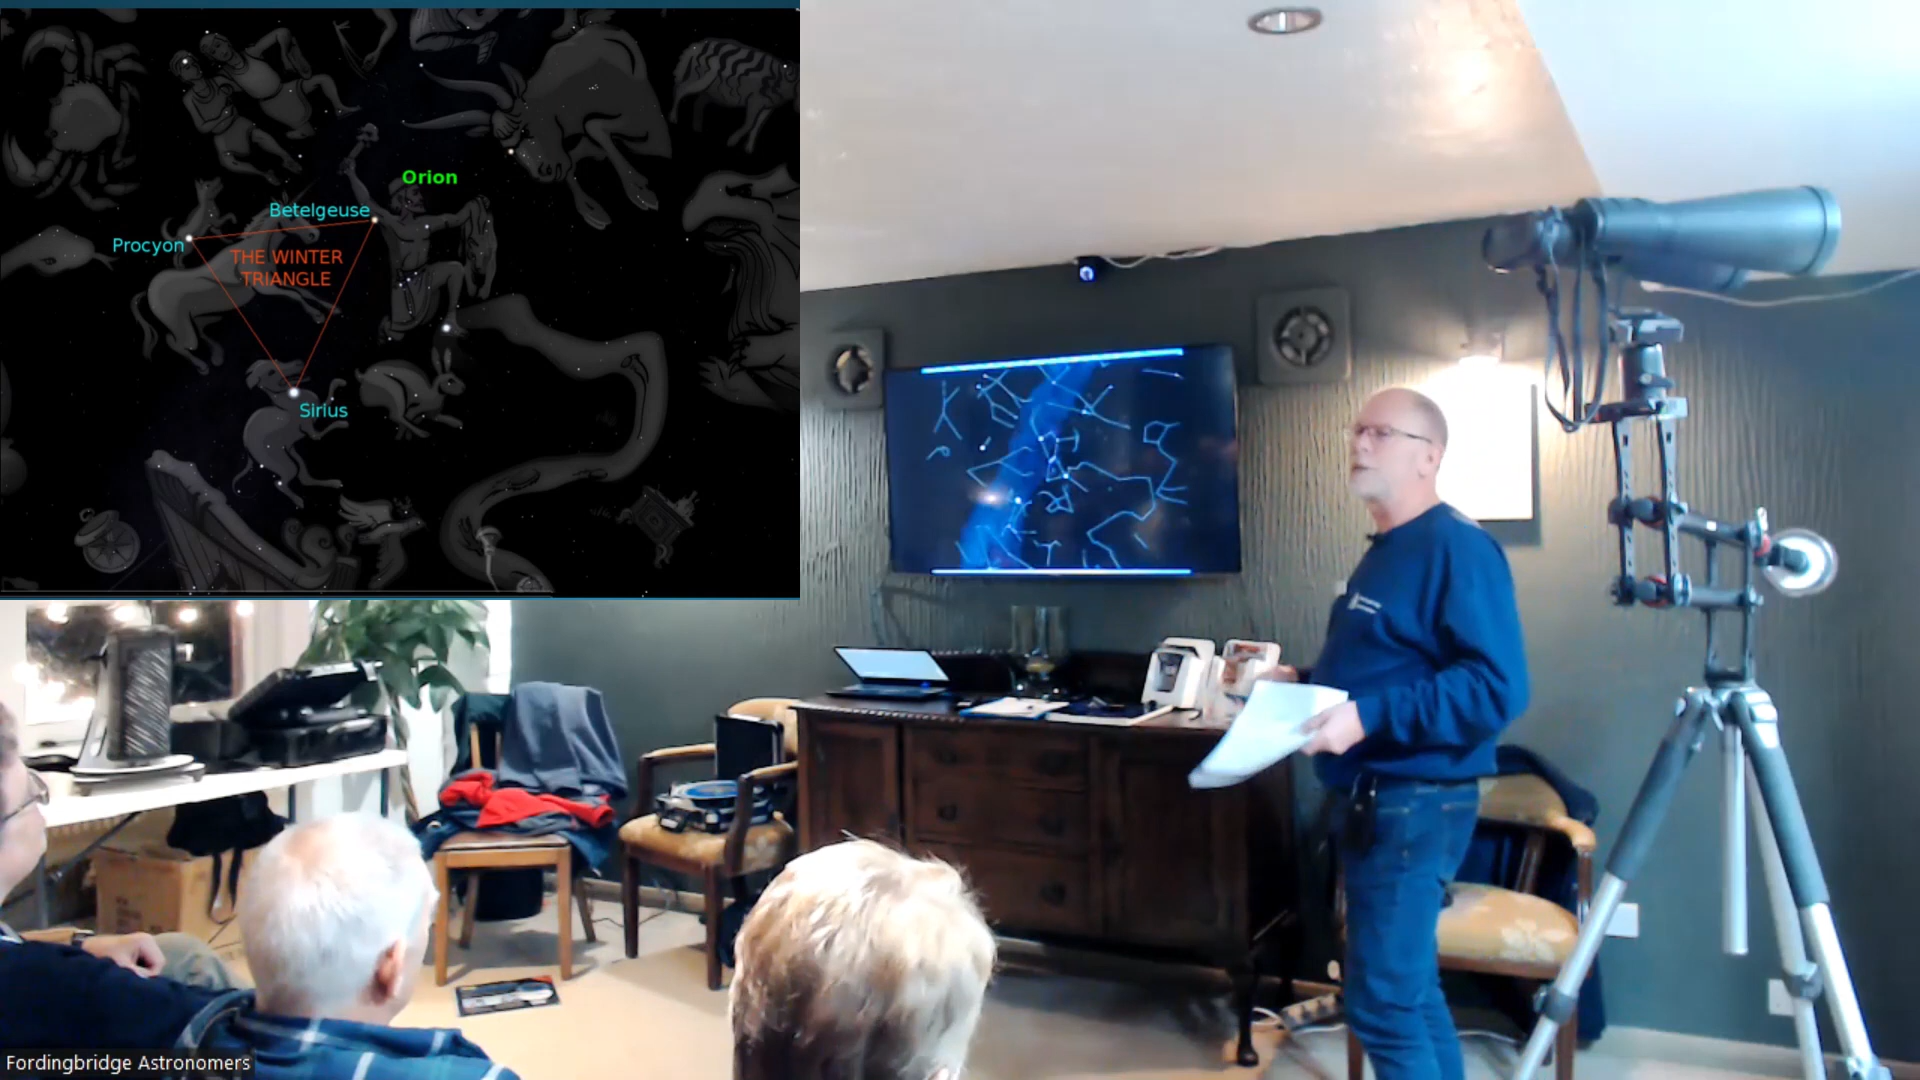 Orion
Betelgeuse
Procyon
THE WINTER
TRIANGLE
Sirius
Fordingbridge Astronomers